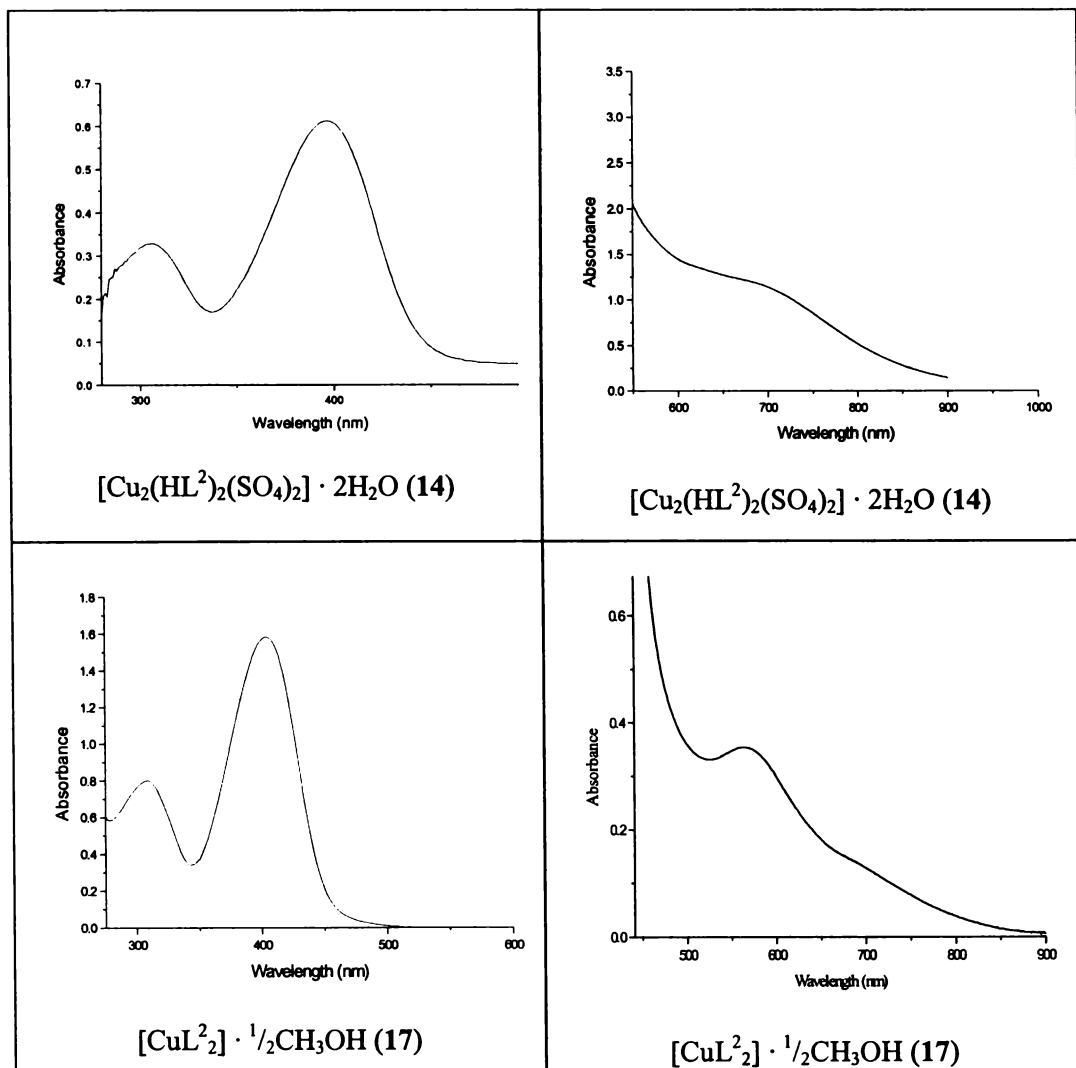 0.7
0.6
0.5
0.4
0.3
0.2
0.1
0.0
Absorbance
300 400
Wavelength (nm)
[Cu₂(HL²)₂(SO₄)₂] · 2H₂O (14)
3.5
3.0
2.5
2.0
1.5
1.0
0.5
0.0
Absorbance
600 700 800 900 1000
Wavelength (nm)
[Cu₂(HL²)₂(SO₄)₂] · 2H₂O (14)
1.8
1.6
1.4
1.2
1.0
0.8
0.6
0.4
0.2
0.0
Absorbance
300 400 500 600
Wavelength (nm)
[CuL²₂] · ¹/₂CH₃OH (17)
0.6
0.4
0.2
0.0
Absorbance
500 600 700 800 900
Wavelength (nm)
[CuL²₂] · ¹/₂CH₃OH (17)